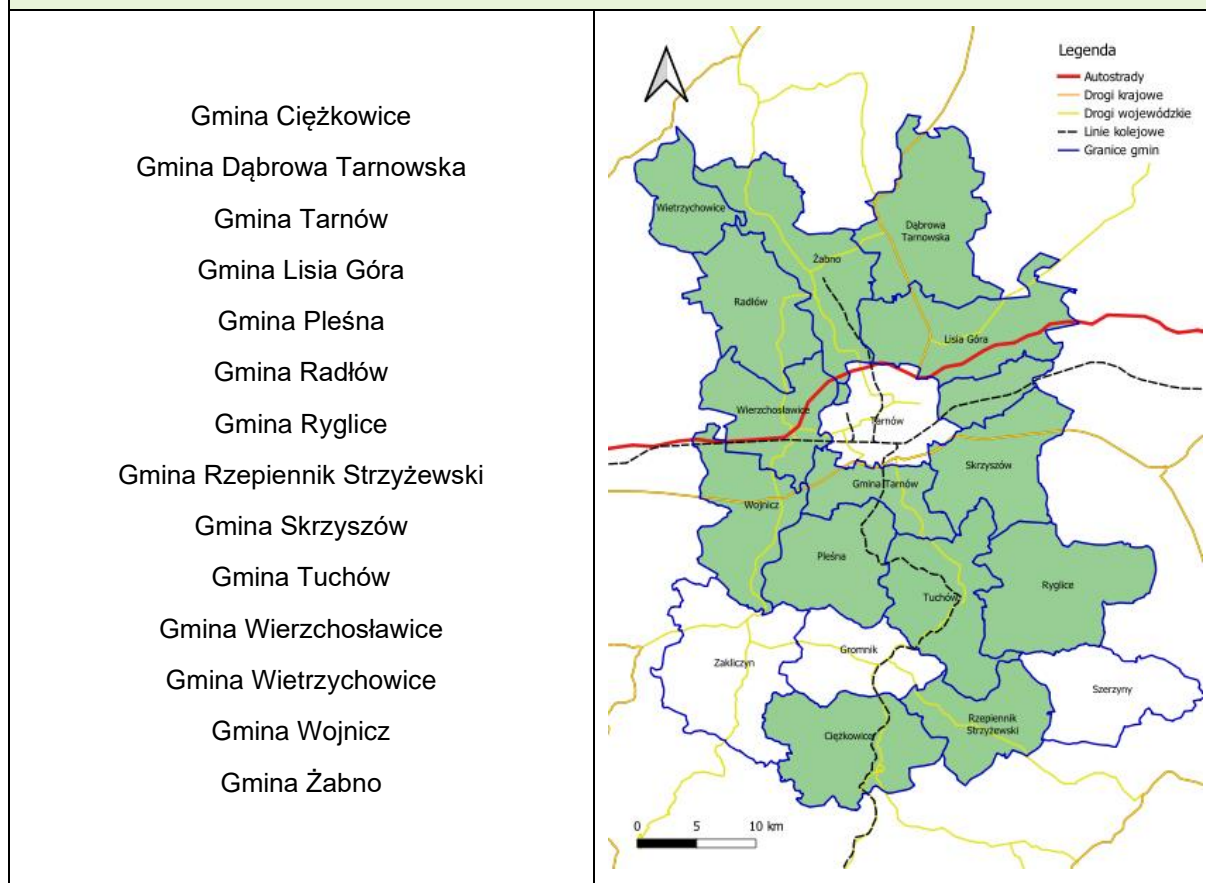 Gmina Ciężkowice
Gmina Dąbrowa Tarnowska
Gmina Tarnów
Gmina Lisia Góra
Gmina Pleśna
Gmina Radłów
Gmina Ryglice
Gmina Rzepiennik Strzyżewski
Gmina Skrzyszów
Gmina Tuchów
Gmina Wierzchosławice
Gmina Wietrzychowice
Gmina Wojnicz
Gmina Żabno
Legenda
Autostrady
Drogi krajowe
Drogi wojewódzkie
Linie kolejowe
Granice gmin
Wietrzychowice
Dąbrowa
Tarnowska
Żabno
Radłów
Lisia Góra
Wierzchosławice
Tarnów
Skrzyszów
Gmina Tarnów
Wojnicz
Pleśna
Ryglice
Tuchów
Gromnik
Zakliczyn
Szerzyny
Rzepiennik
Strzyżewski
Ciężkowice
0 5 10 km